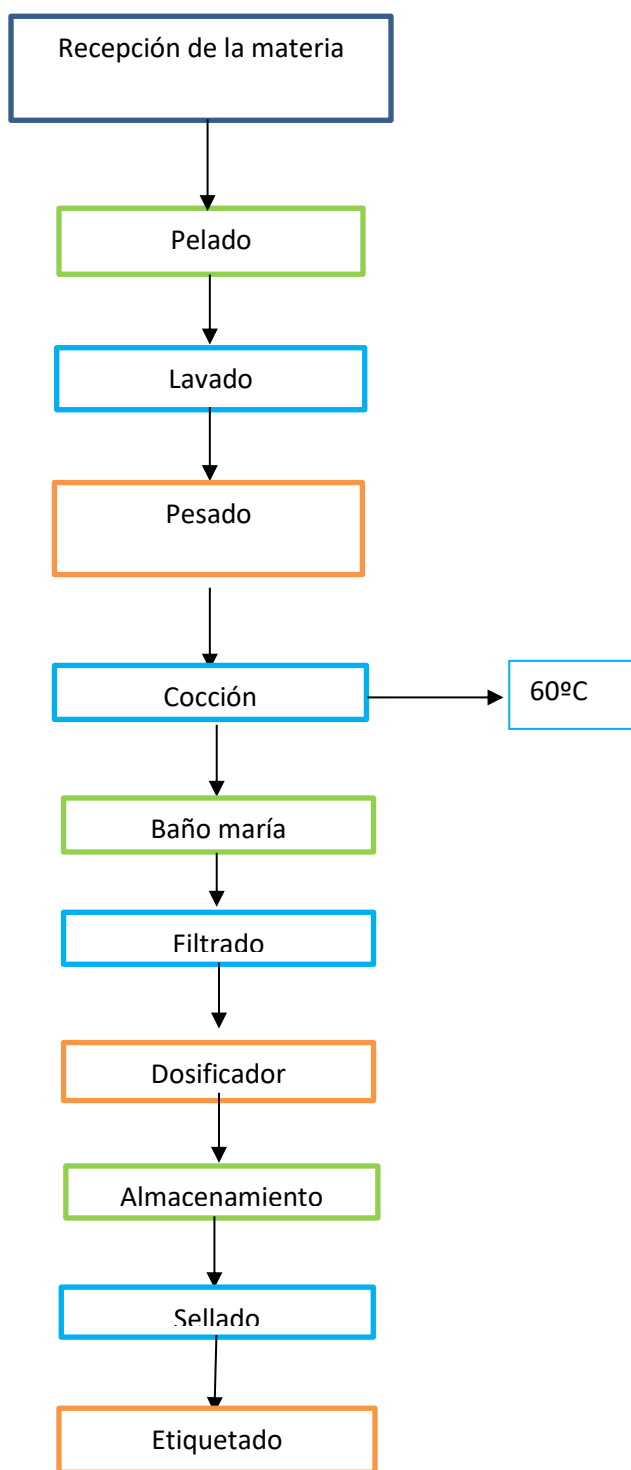 Recepción de la materia
Pelado
Lavado
Pesado
Cocción
60ºC
Baño maría
Filtrado
Dosificador
Almacenamiento
Sellado
Etiquetado